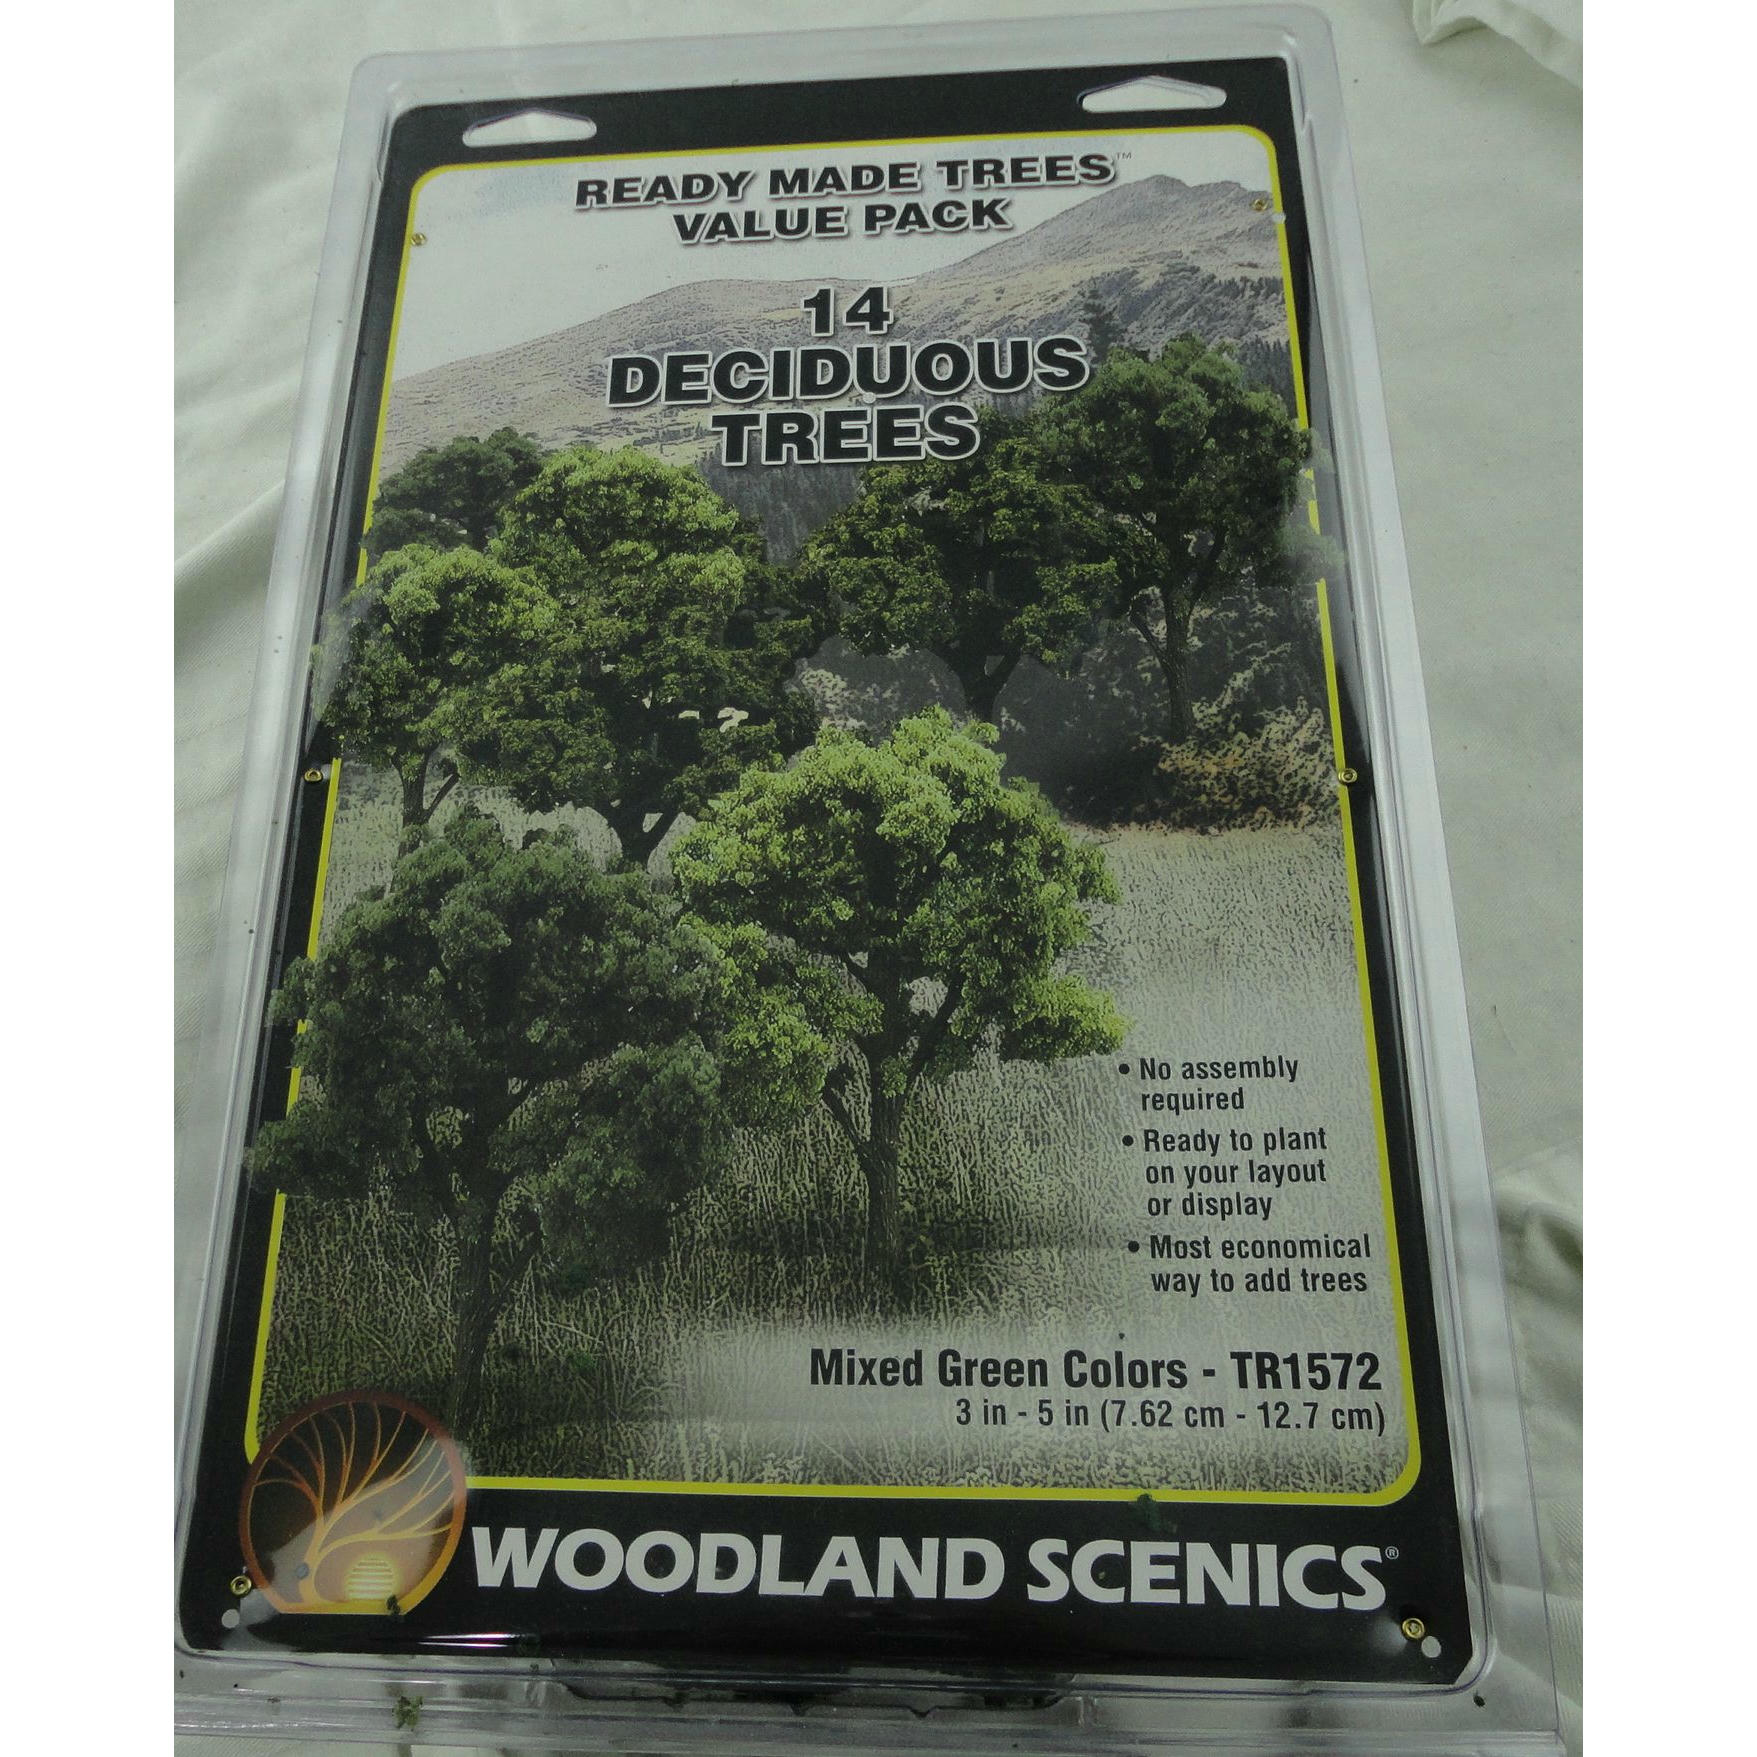 READY MADE TREES™
VALUE PACK
14
DECIDUOUS
TREES
• No assembly
required
• Ready to plant
on your layout
or display
• Most economical
way to add trees
Mixed Green Colors - TR1572
3 in - 5 in (7.62 cm - 12.7 cm)
WOODLAND SCENICS®